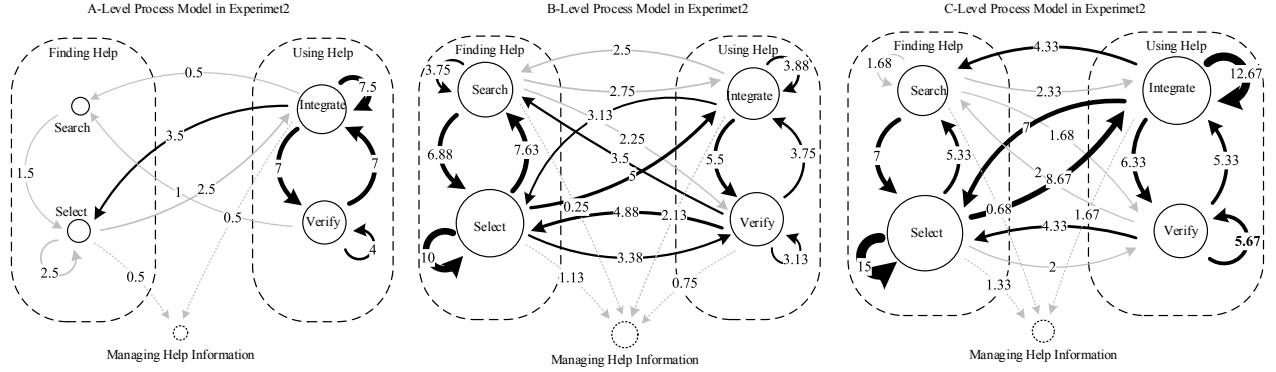 A-Level Process Model in Experimet2
Finding Help
Using Help
0.5
Integrate
7.5
Search
3.5
1.5
7
7
1
2.5
Select
0.5
Verify
2.5
4
0.5
Managing Help Information
B-Level Process Model in Experimet2
Finding Help
Using Help
2.5
3.75
3.88
Search
2.75
Integrate
3.13
2.25
6.88
7.63
3.5
5.5
3.75
5
0.25
4.88
2.13
Select
Verify
10
3.38
3.13
1.13
0.75
Managing Help Information
C-Level Process Model in Experimet2
Finding Help
Using Help
4.33
1.68
12.67
Search
2.33
Integrate
7
1.68
7
5.33
6.33
5.33
2
8.67
0.68
1.67
Select
4.33
Verify
5.67
15
2
1.33
Managing Help Information